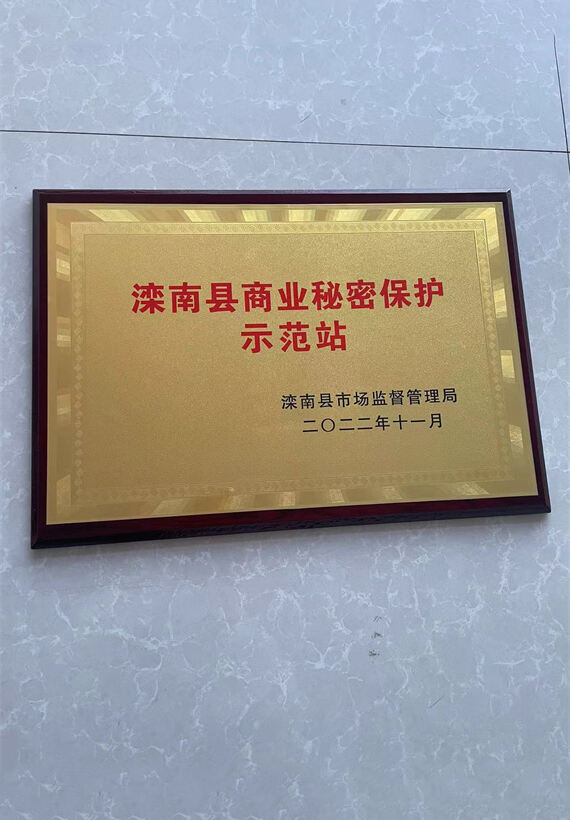 滦南县商业秘密保护
示范站
滦南县市场监督管理局
二〇二二年十一月